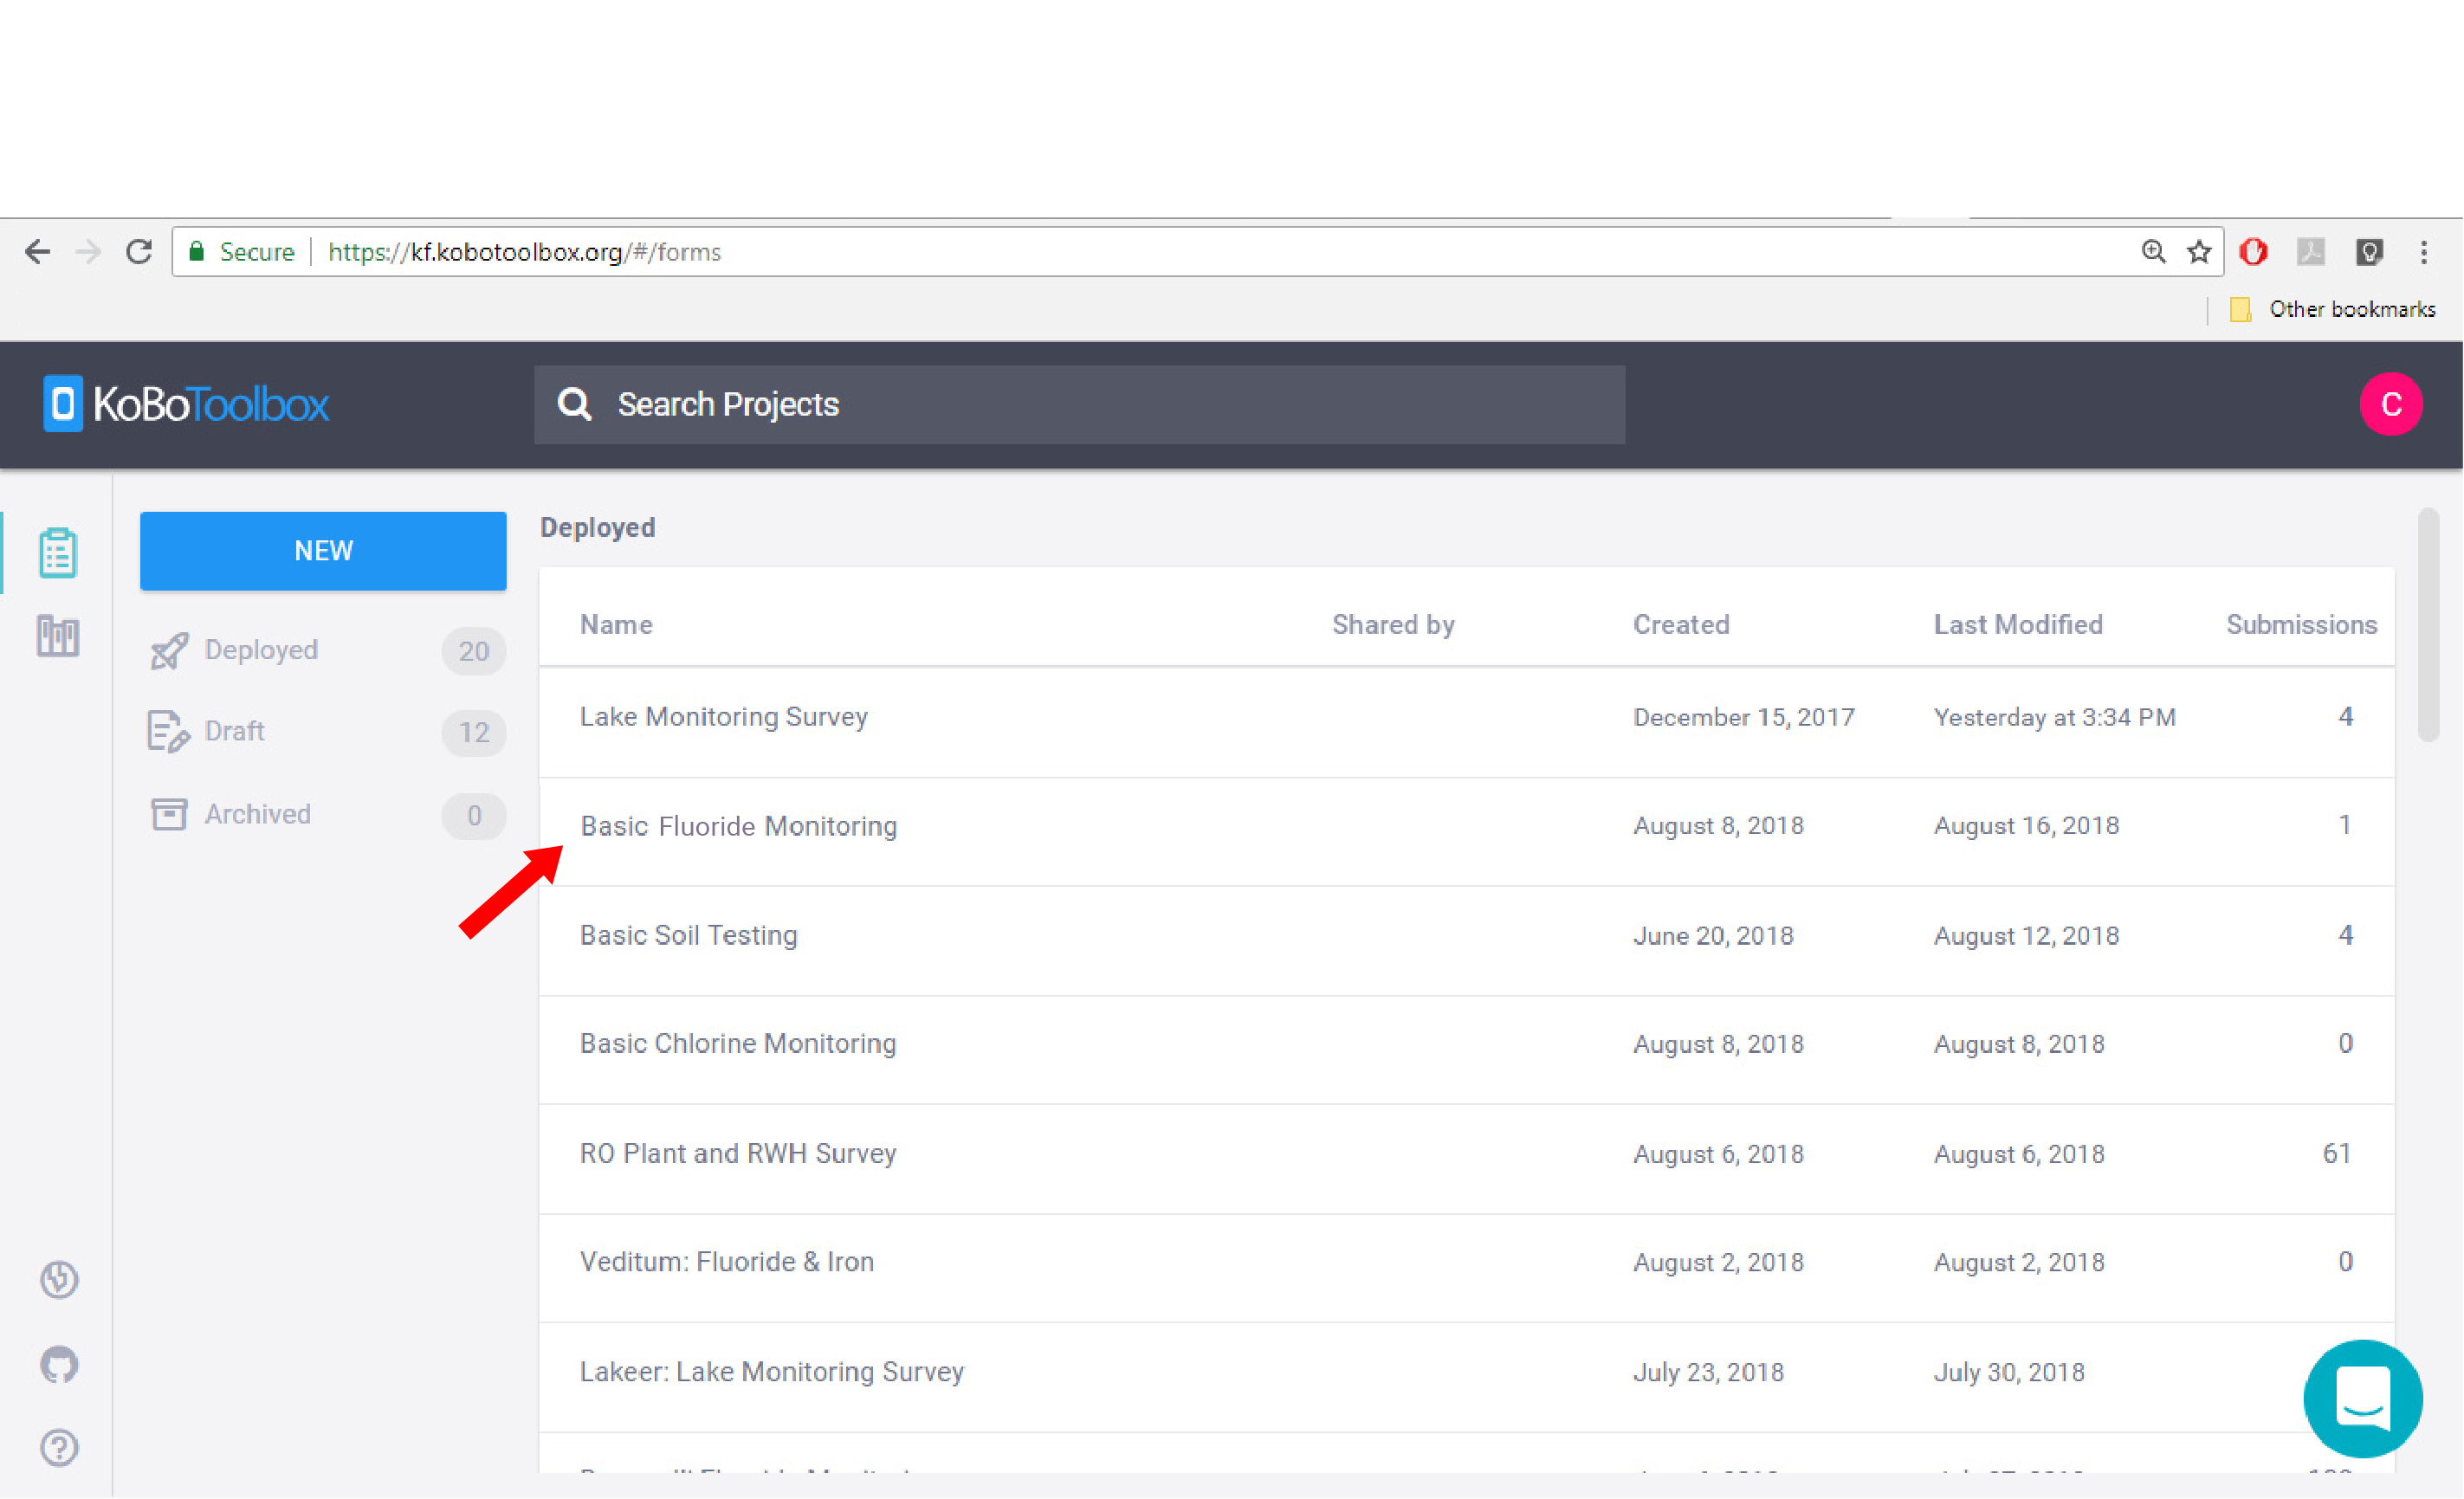 Secure https://kf.kobotoolbox.org/#/forms
Other bookmarks
KoBoToolbox
Search Projects
C
NEW
Deployed 20
Draft 12
Archived 0
Deployed
Name Shared by Created Last Modified Submissions
Lake Monitoring Survey December 15, 2017 Yesterday at 3:34 PM 4
Basic Fluoride Monitoring August 8, 2018 August 16, 2018 1
Basic Soil Testing June 20, 2018 August 12, 2018 4
Basic Chlorine Monitoring August 8, 2018 August 8, 2018 0
RO Plant and RWH Survey August 6, 2018 August 6, 2018 61
Veditum: Fluoride & Iron August 2, 2018 August 2, 2018 0
Lakeer: Lake Monitoring Survey July 23, 2018 July 30, 2018